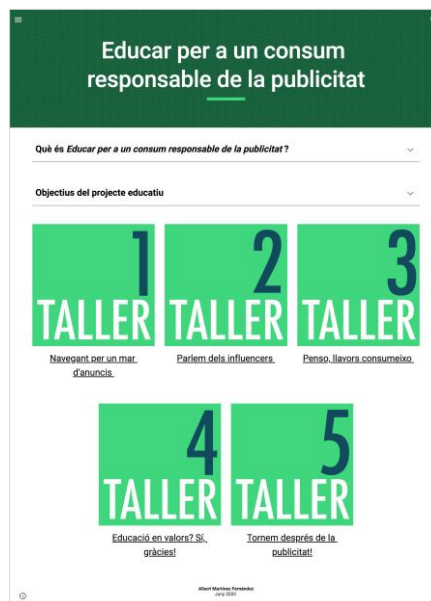 Educar per a un consum
responsable de la publicitat
Què és Educar per a un consum responsable de la publicitat?
Objectius del projecte educatiu
1
TALLER
2
TALLER
3
TALLER
Navegant per un mar
d'anuncis
Parlem dels influencers
Penso, llavors consumeixo
4
TALLER
5
TALLER
Educació en valors? Sí,
gràcies!
Tornem després de la
publicitat!
Albert Martínez Fernández
Juny 2020